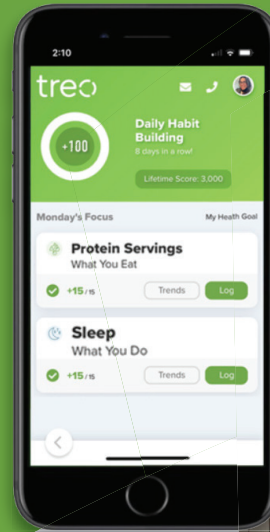 2:10
treo
+100
Daily Habit
Building
8 days in a row!
Lifetime Score: 3,000
Monday's Focus
My Heath Goal
Protein Servings
What You Eat
+15 / 15
Trends
Log
Sleep
What You Do
+15 / 15
Trends
Log